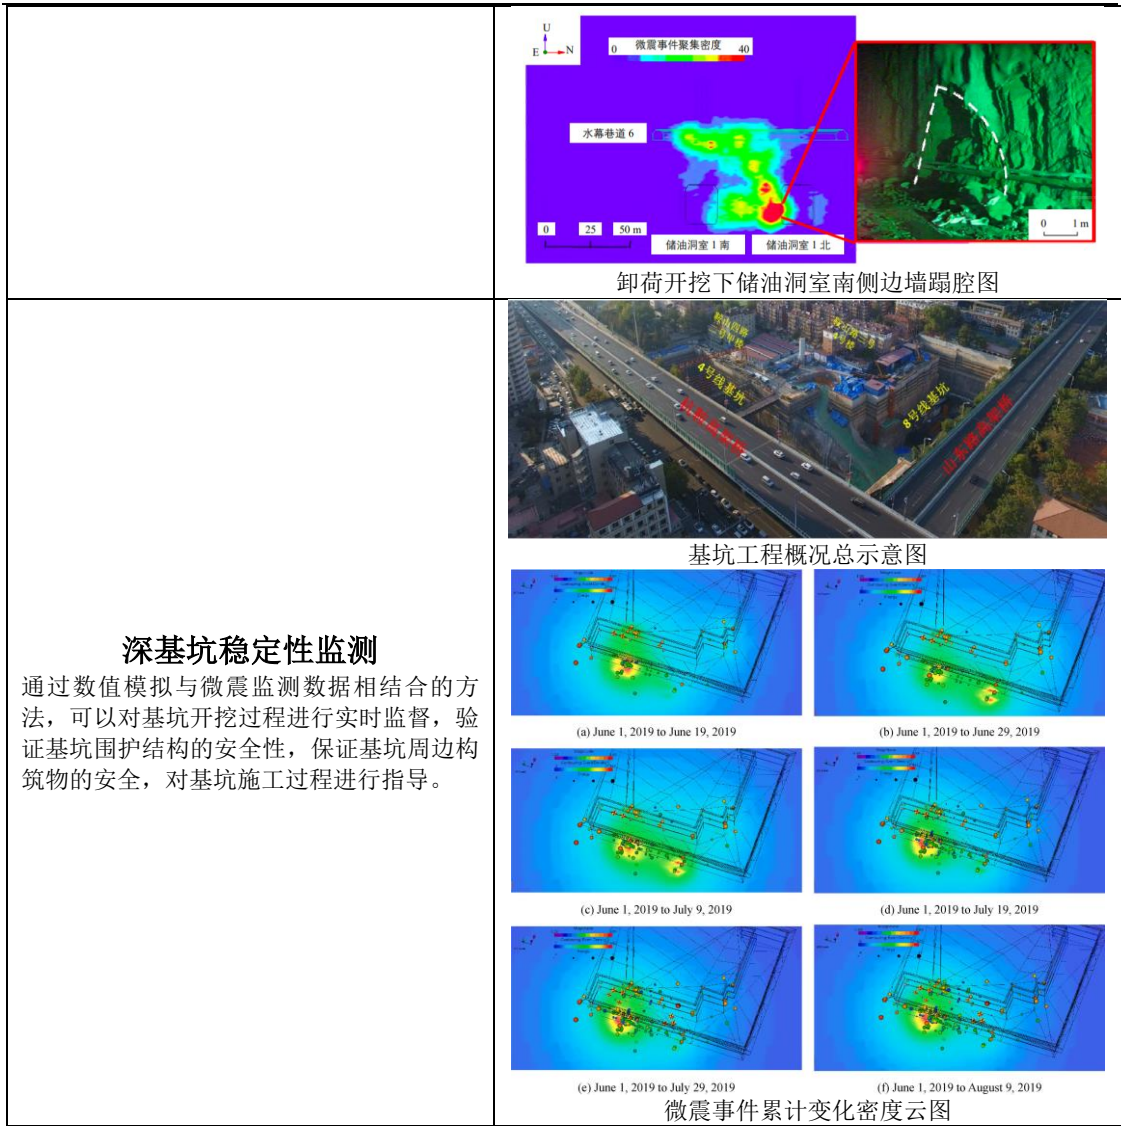 U
E
N
0 微震事件聚集密度 40
水幕巷道 6
0 25 50 m
储油洞室 1 南
储油洞室 1 北
0 1 m
卸荷开挖下储油洞室南侧边墙蹋腔图
4号线基坑
8号线基坑
基坑工程概况总示意图
深基坑稳定性监测
通过数值模拟与微震监测数据相结合的方
法，可以对基坑开挖过程进行实时监督，验
证基坑围护结构的安全性，保证基坑周边构
筑物的安全，对基坑施工过程进行指导。
(a) June 1, 2019 to June 19, 2019
(b) June 1, 2019 to June 29, 2019
(c) June 1, 2019 to July 9, 2019
(d) June 1, 2019 to July 19, 2019
(e) June 1, 2019 to July 29, 2019
(f) June 1, 2019 to August 9, 2019
微震事件累计变化密度云图